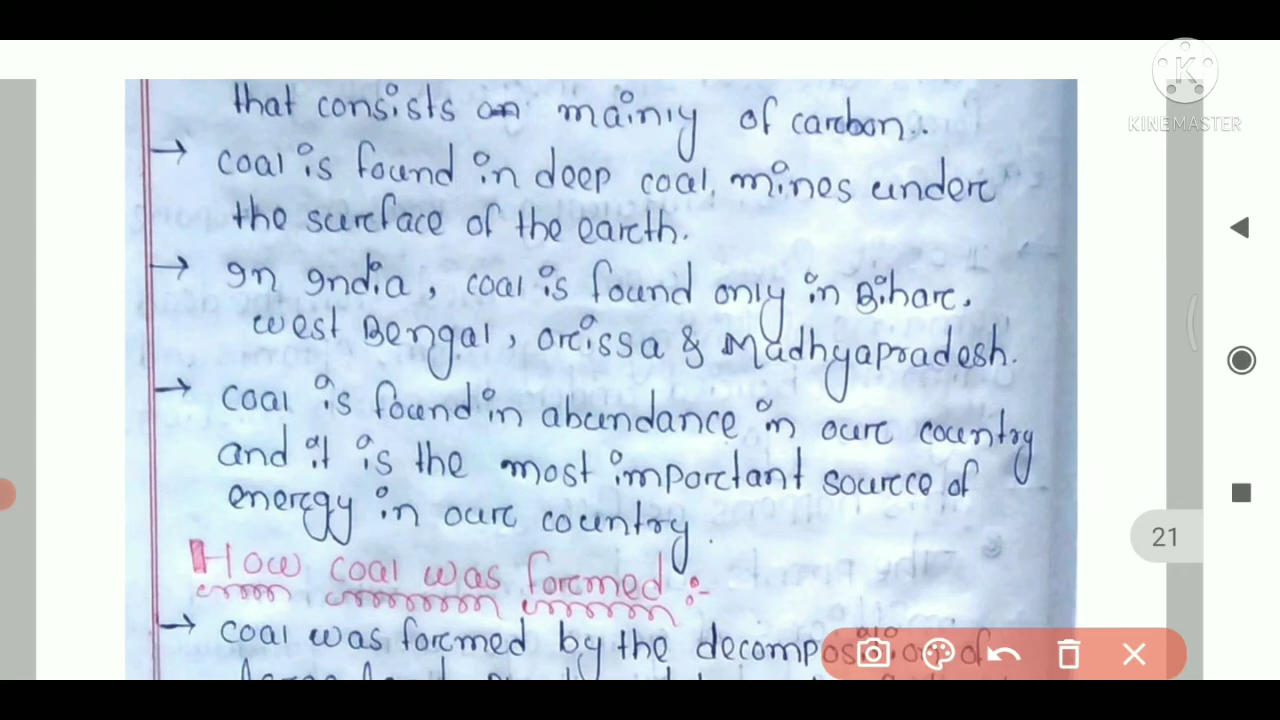 that consists on mainly of carbon.
→ coal is found in deep coal, mines under
the surface of the earth.
→ In India, coal is found only in Bihar,
west Bengal, orissa & Madhyapradesh.
→ coal is found in abundance in our country
and it is the most important source of
energy in our country.
How coal was formed :-
→ coal was formed by the decomposition of
KINEMASTER
21